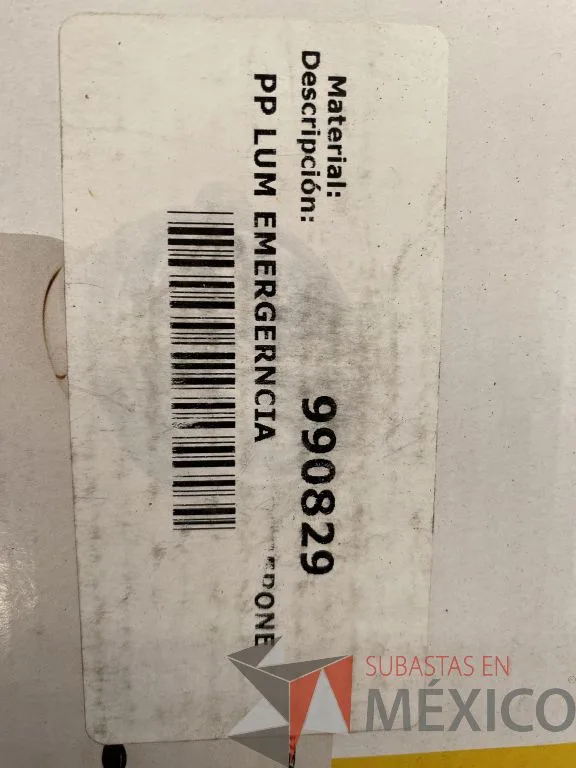 Material:
990829
Descripción:
PP LUM EMERGERNCIA
SUBASTAS EN
MÉXICO
©